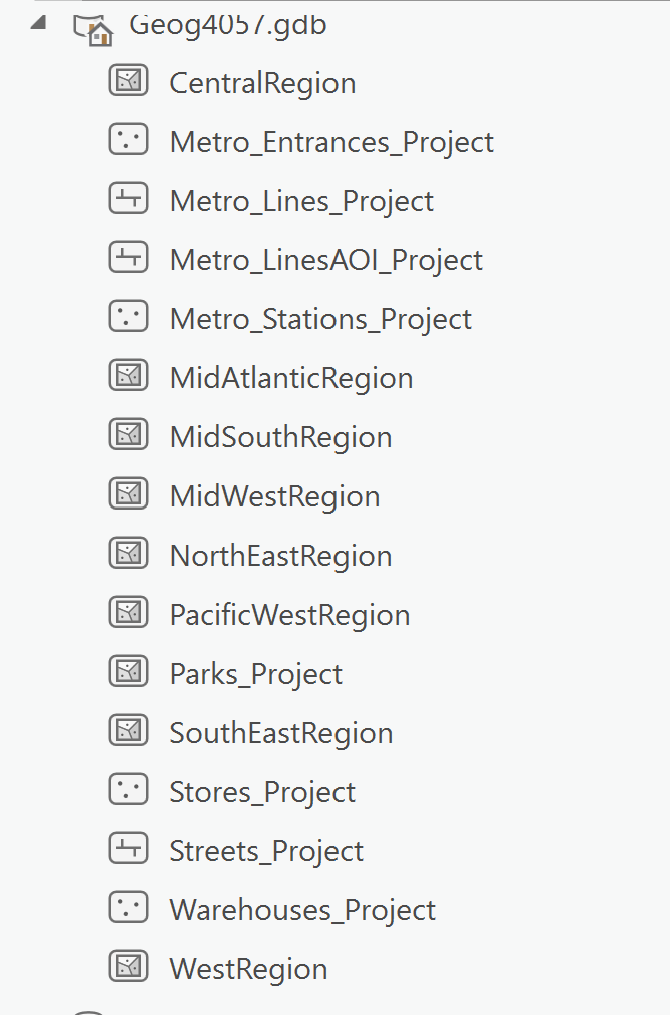 Geog4057.gdb
CentralRegion
Metro_Entrances_Project
Metro_Lines_Project
Metro_LinesAOI_Project
Metro_Stations_Project
MidAtlanticRegion
MidSouthRegion
MidWestRegion
NorthEastRegion
PacificWestRegion
Parks_Project
SouthEastRegion
Stores_Project
Streets_Project
Warehouses_Project
WestRegion